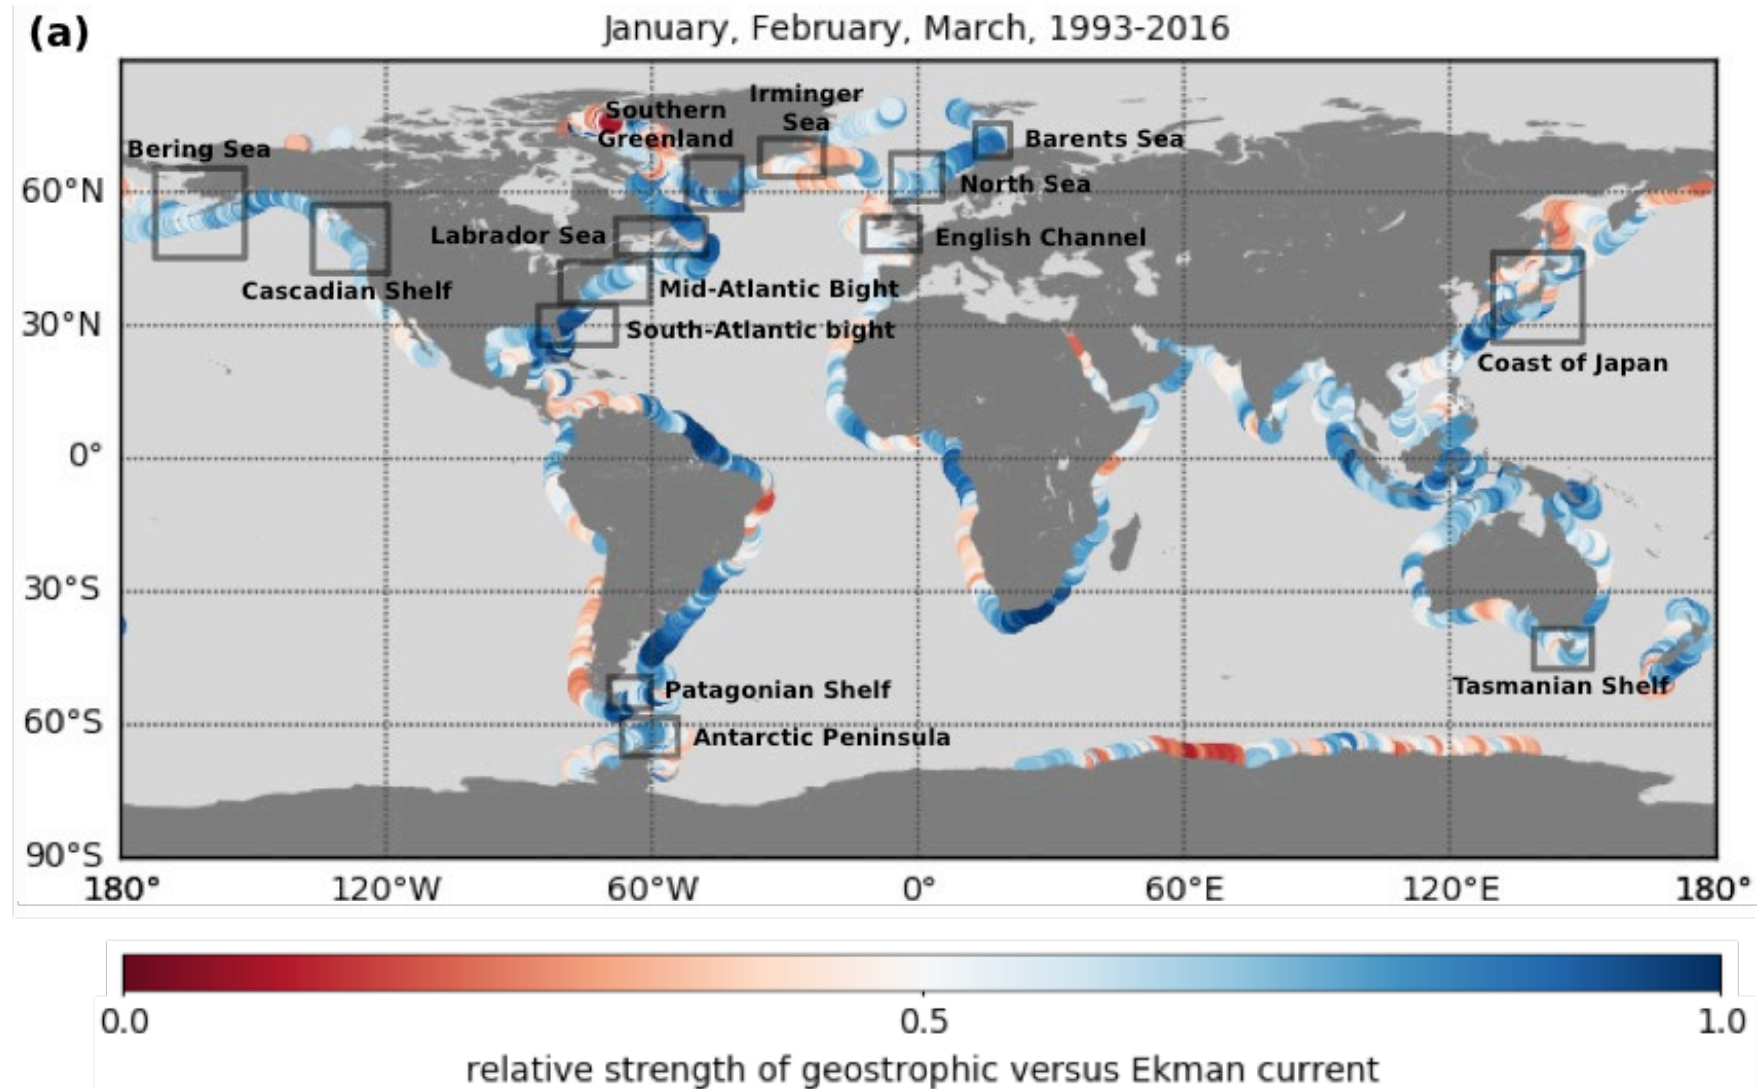 (a)
January, February, March, 1993-2016
Irminger
Sea
Southern
Greenland
Bering Sea
Barents Sea
60°N
North Sea
Labrador Sea
English Channel
Cascadian Shelf
Mid-Atlantic Bight
30°N
South-Atlantic bight
Coast of Japan
0°
30°S
Patagonian Shelf
Tasmanian Shelf
60°S
Antarctic Peninsula
90°S
180° 120°W 60°W 0° 60°E 120°E 180°
0.0 0.5 1.0
relative strength of geostrophic versus Ekman current